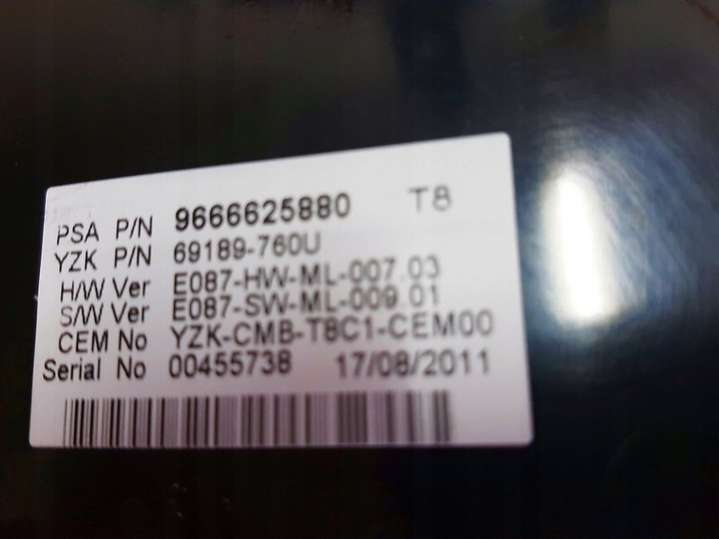 PSA P/N 9666625880 T8
YZK P/N 69189-760U
H/W Ver E087-HW-ML-007.03
S/W Ver E087-SW-ML-009.01
CEM No YZK-CMB-T8C1-CEM00
Serial No 00455738 17/08/2011